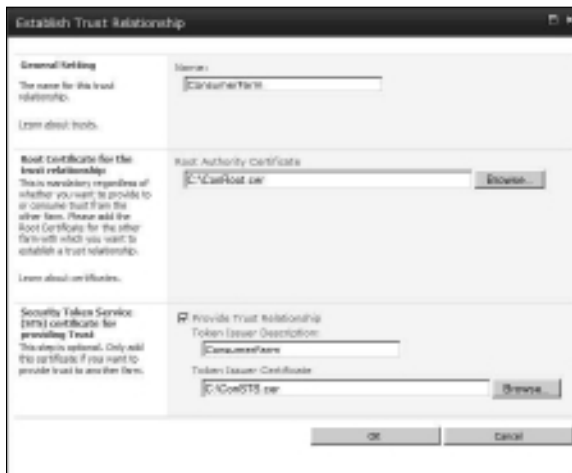 Establish Trust Relationship
General Setting
The name for this trust
relationship.
Learn about trusts.
Name:
ConsumerFarm
Root Certificate for the
trust relationship
This is mandatory regardless of
whether you want to provide to
or consume trust from the
other farm. Please add the
Root Certificate for the other
farm with which you want to
establish a trust relationship.
Learn about certificates.
Root Authority Certificate
C:\ConRoot.cer
Browse...
Security Token Service
(STS) certificate for
providing Trust
This step is optional. Only add
this certificate if you want to
provide trust to another farm.
Provide Trust Relationship
Token Issuer Description:
ConsumerFarm
Token Issuer Certificate
C:\ConSTS.cer
Browse...
OK
Cancel